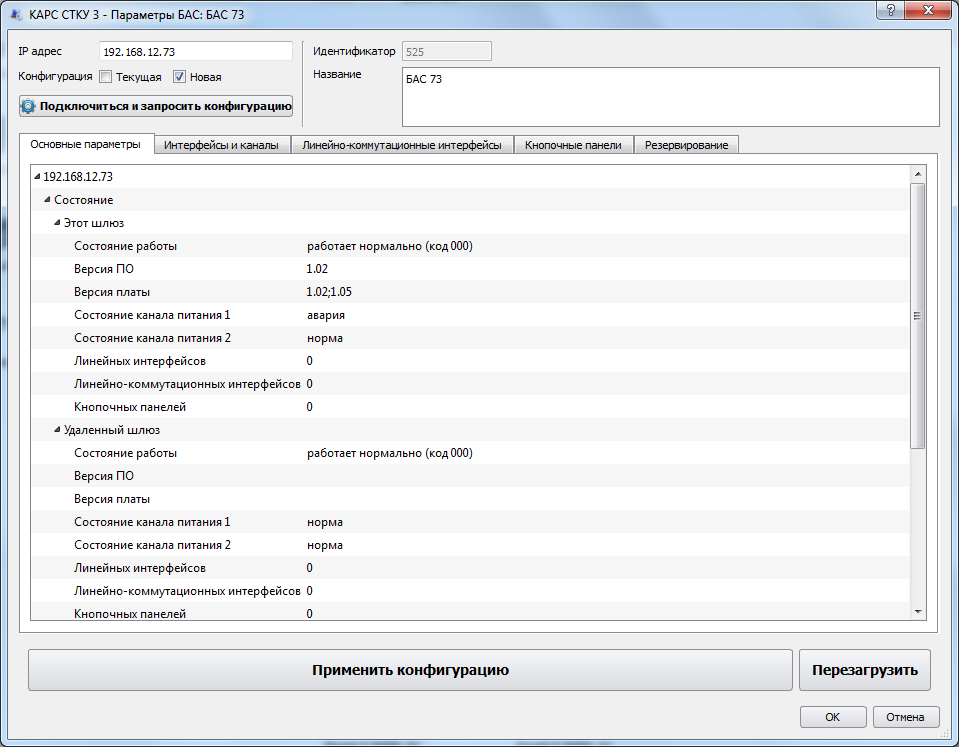 КАРС СТКУ 3 - Параметры БАС: БАС 73
IP адрес
192.168.12.73
Идентификатор
525
Конфигурация
Текущая
Новая
Название
БАС 73
Подключиться и запросить конфигурацию
Основные параметры
Интерфейсы и каналы
Линейно-коммутационные интерфейсы
Кнопочные панели
Резервирование
192.168.12.73
Состояние
Этот шлюз
Состояние работы работает нормально (код 000)
Версия ПО 1.02
Версия платы 1.02;1.05
Состояние канала питания 1 авария
Состояние канала питания 2 норма
Линейных интерфейсов 0
Линейно-коммутационных интерфейсов 0
Кнопочных панелей 0
Удаленный шлюз
Состояние работы работает нормально (код 000)
Версия ПО
Версия платы
Состояние канала питания 1 норма
Состояние канала питания 2 норма
Линейных интерфейсов 0
Линейно-коммутационных интерфейсов 0
Кнопочных панелей 0
Применить конфигурацию
Перезагрузить
OK
Отмена